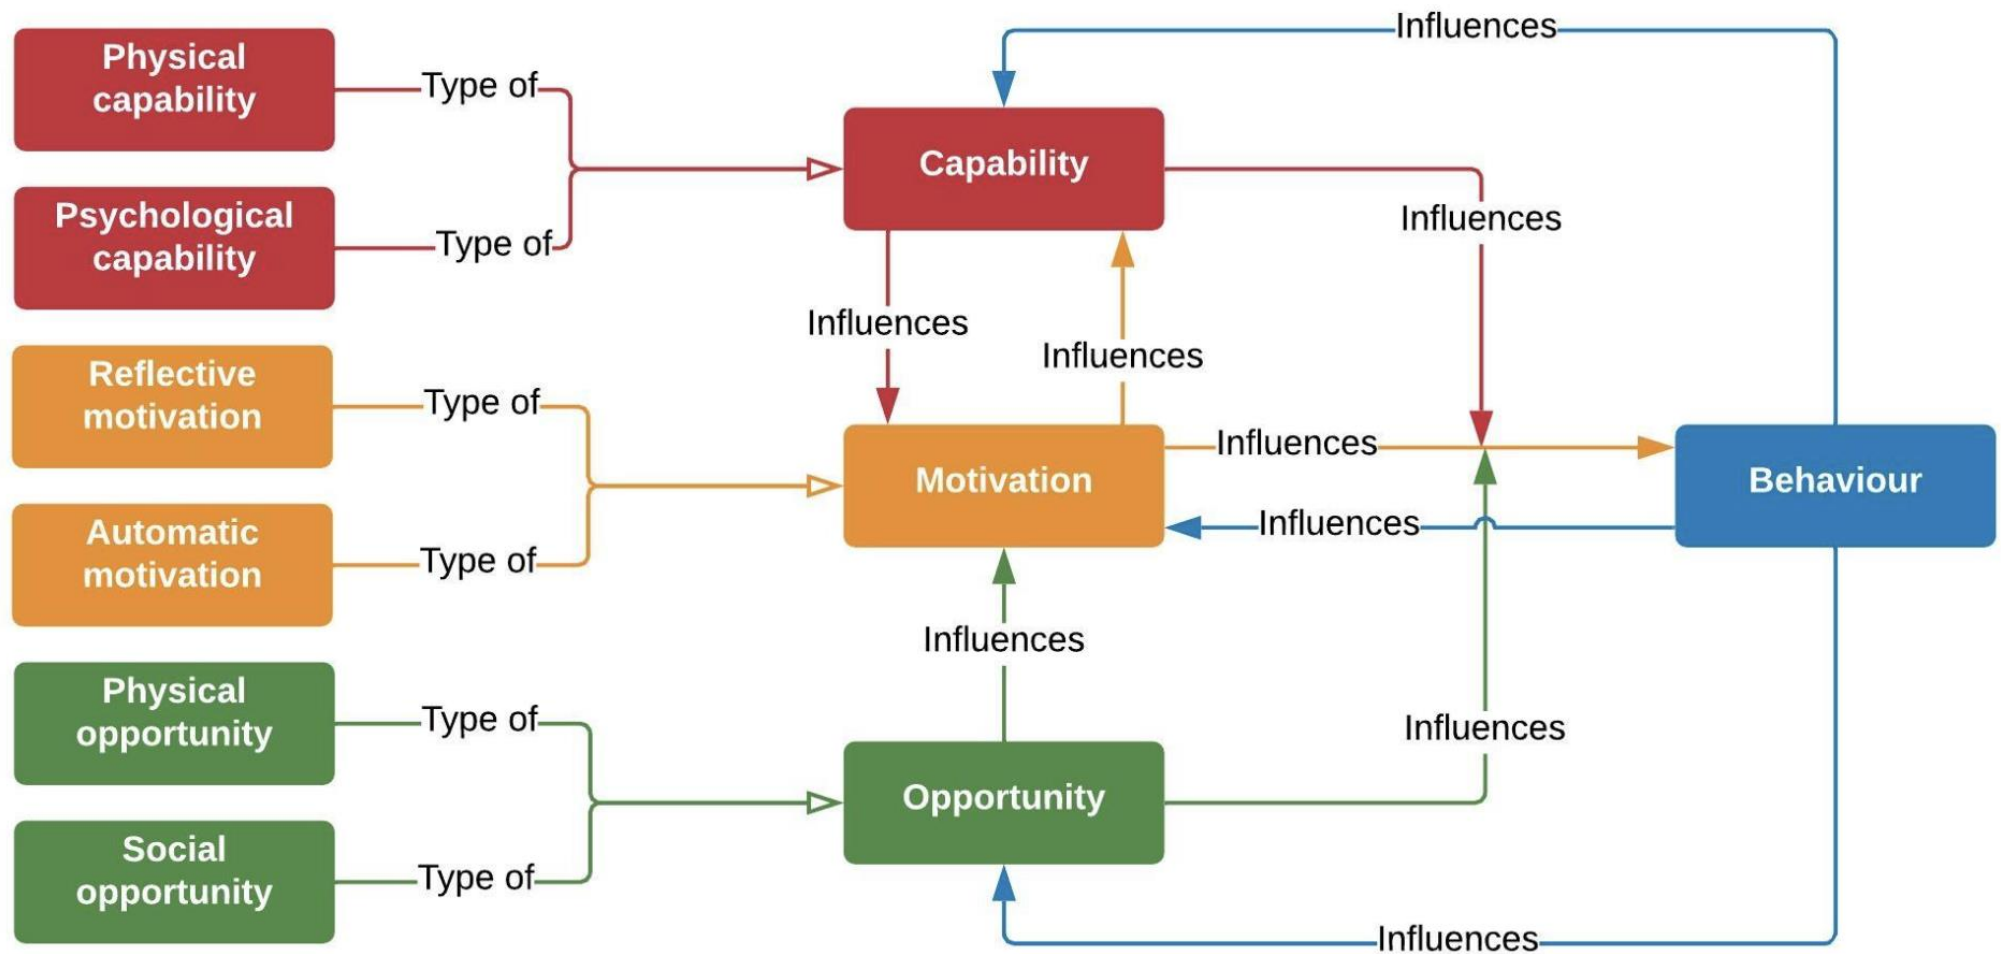 Physical
capability
Type of
Psychological
capability
Type of
Reflective
motivation
Type of
Automatic
motivation
Type of
Physical
opportunity
Type of
Social
opportunity
Type of
Influences
Capability
Influences
Influences
Influences
Motivation
Influences
Influences
Behaviour
Influences
Opportunity
Influences
Influences